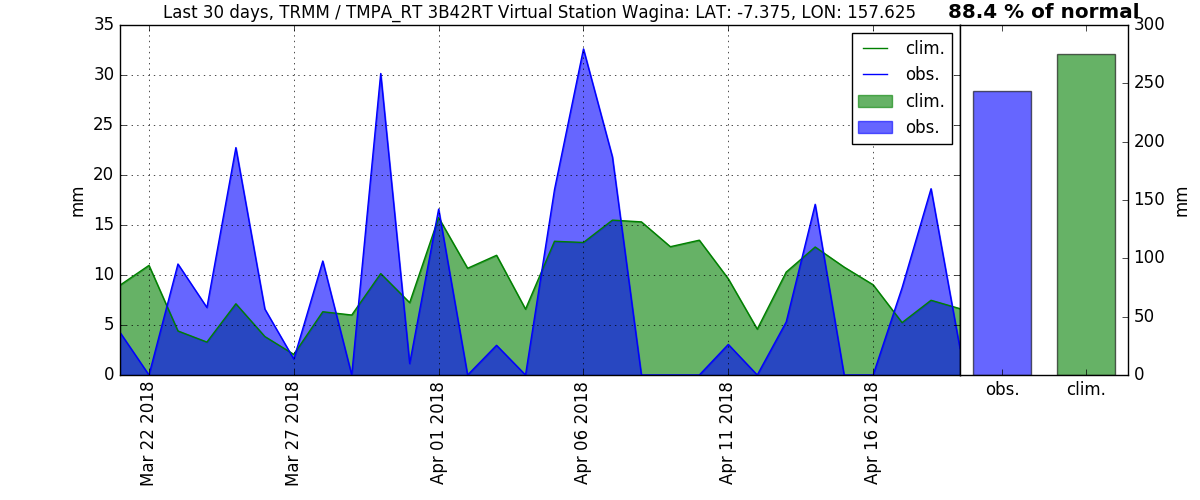 Last 30 days, TRMM / TMPA_RT 3B42RT Virtual Station Wagina: LAT: -7.375, LON: 157.625
88.4 % of normal
35
30
25
20
15
10
5
0
mm
clim.
obs.
clim.
obs.
Mar 22 2018
Mar 27 2018
Apr 01 2018
Apr 06 2018
Apr 11 2018
Apr 16 2018
300
250
200
150
100
50
0
mm
obs.
clim.